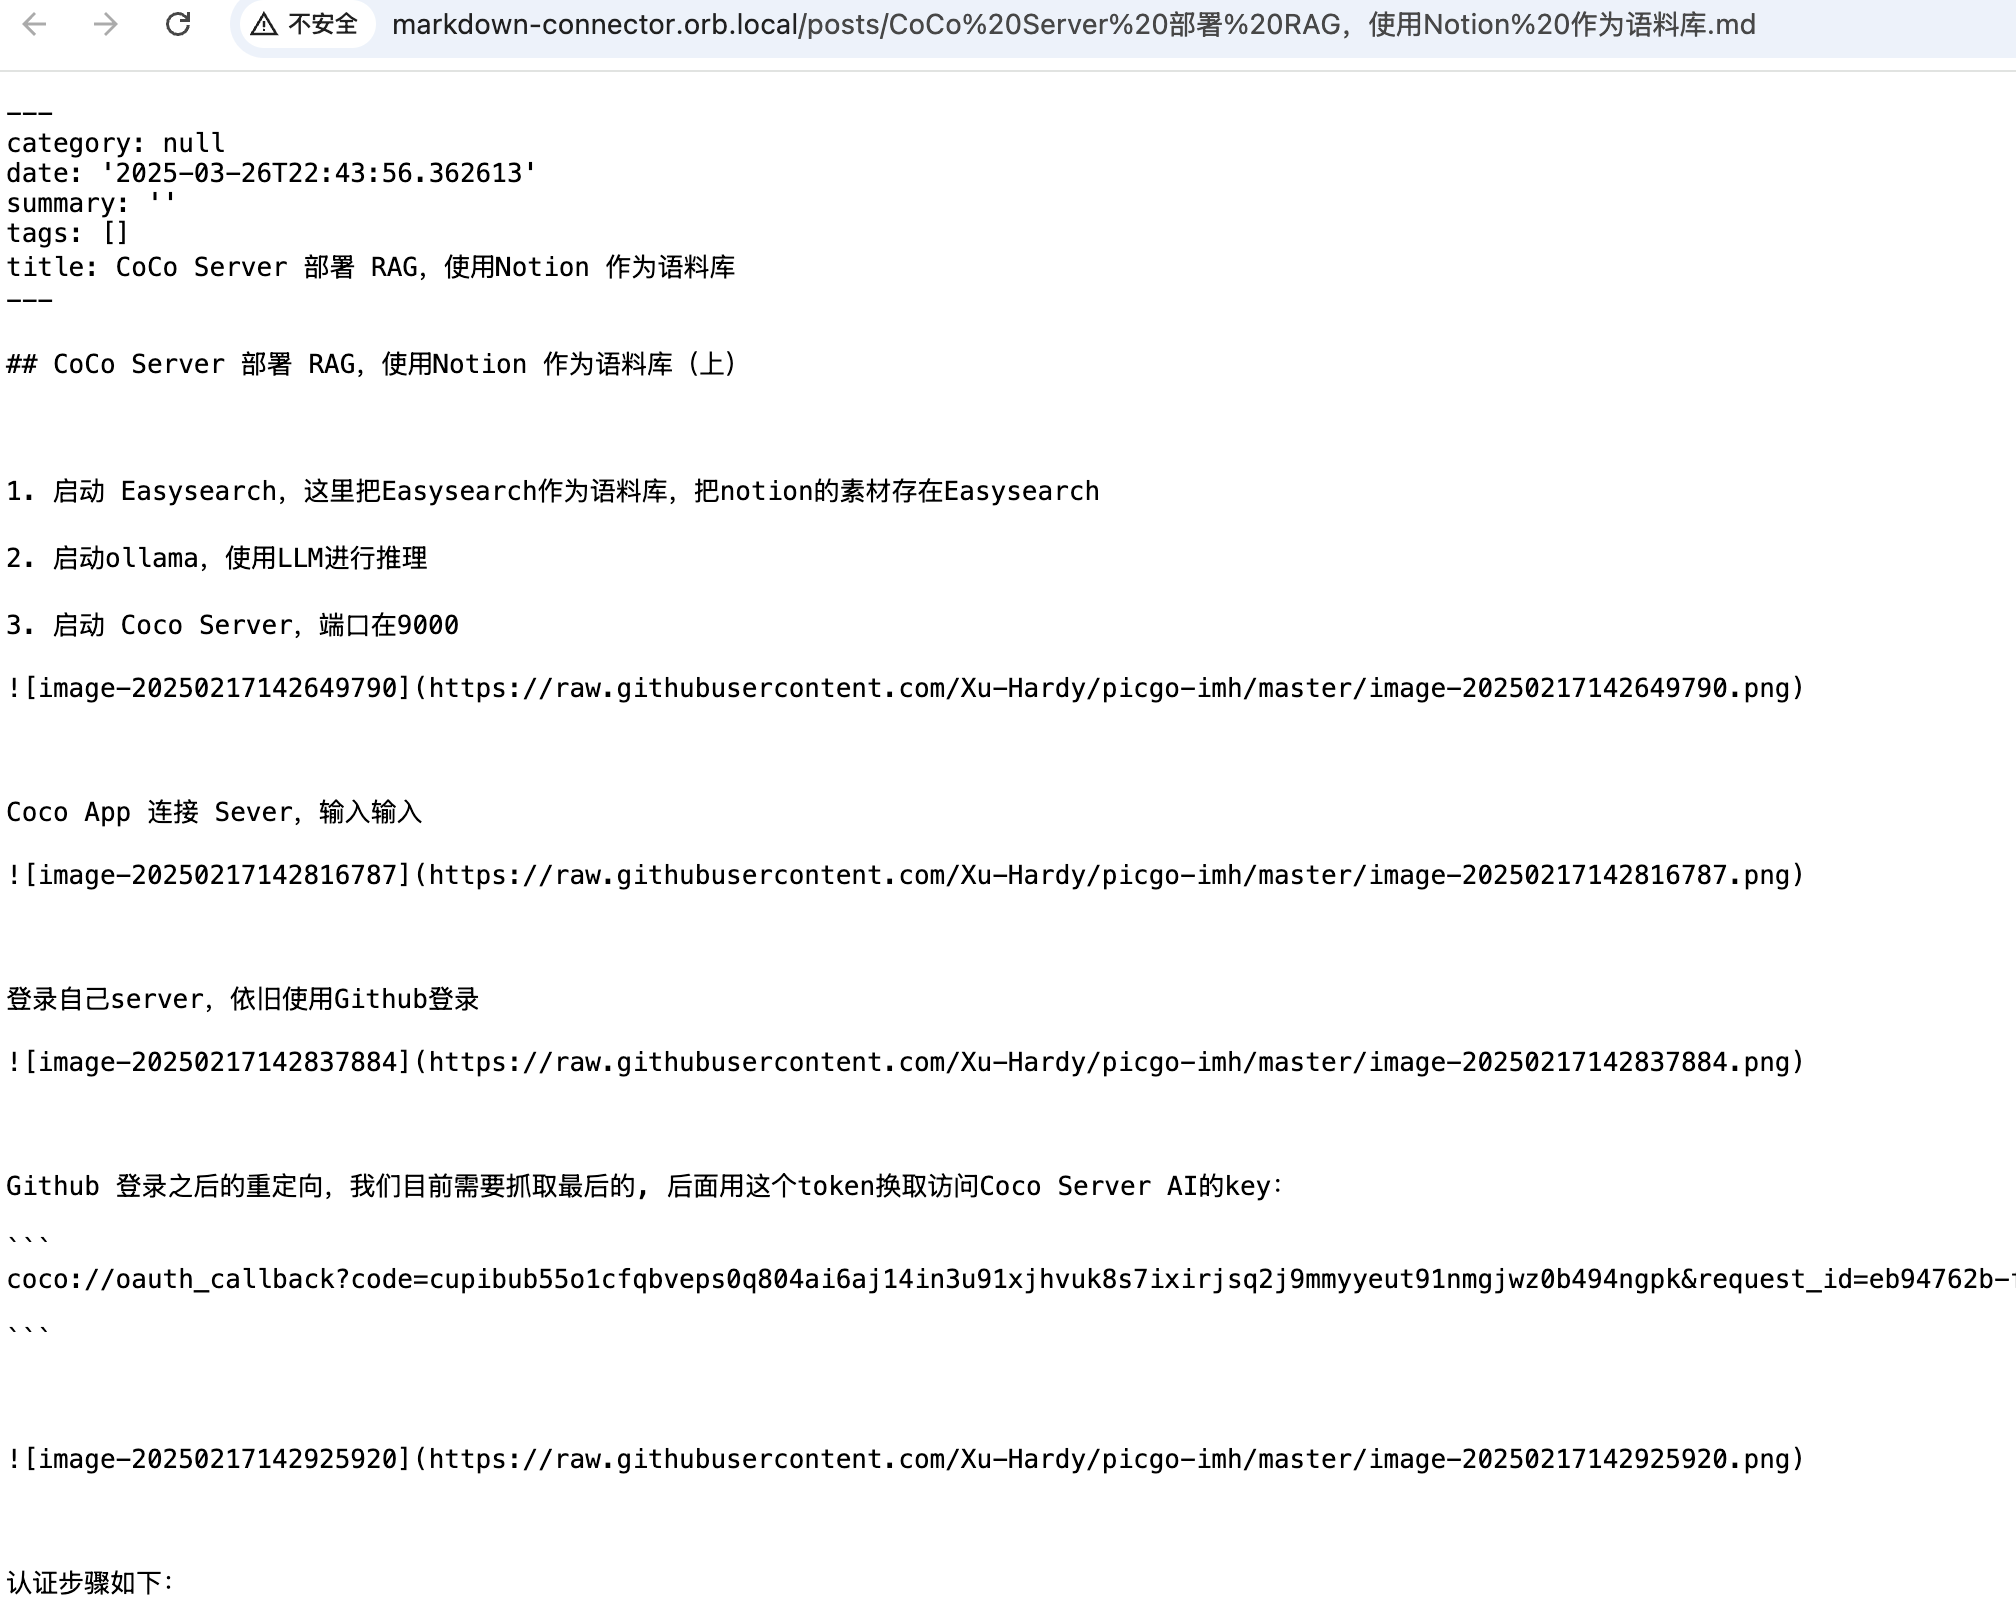 不安全 markdown-connector.orb.local/posts/CoCo%20Server%20部署%20RAG，使用Notion%20作为语料库.md
---
category: null
date: '2025-03-26T22:43:56.362613'
summary: ''
tags: []
title: CoCo Server 部署 RAG，使用Notion 作为语料库
---
## CoCo Server 部署 RAG，使用Notion 作为语料库（上）
1. 启动 Easysearch，这里把Easysearch作为语料库，把notion的素材存在Easysearch
2. 启动ollama，使用LLM进行推理
3. 启动 Coco Server，端口在9000
![image-20250217142649790](https://raw.githubusercontent.com/Xu-Hardy/picgo-imh/master/image-20250217142649790.png)
Coco App 连接 Sever，输入输入
![image-20250217142816787](https://raw.githubusercontent.com/Xu-Hardy/picgo-imh/master/image-20250217142816787.png)
登录自己server，依旧使用Github登录
![image-20250217142837884](https://raw.githubusercontent.com/Xu-Hardy/picgo-imh/master/image-20250217142837884.png)
Github 登录之后的重定向，我们目前需要抓取最后的, 后面用这个token换取访问Coco Server AI的key：
```
coco://oauth_callback?code=cupibub55o1cfqbveps0q804ai6aj14in3u91xjhvuk8s7ixirjsq2j9mmyyeut91nmgjwz0b494ngpk&request_id=eb94762b-
```
![image-20250217142925920](https://raw.githubusercontent.com/Xu-Hardy/picgo-imh/master/image-20250217142925920.png)
认证步骤如下：